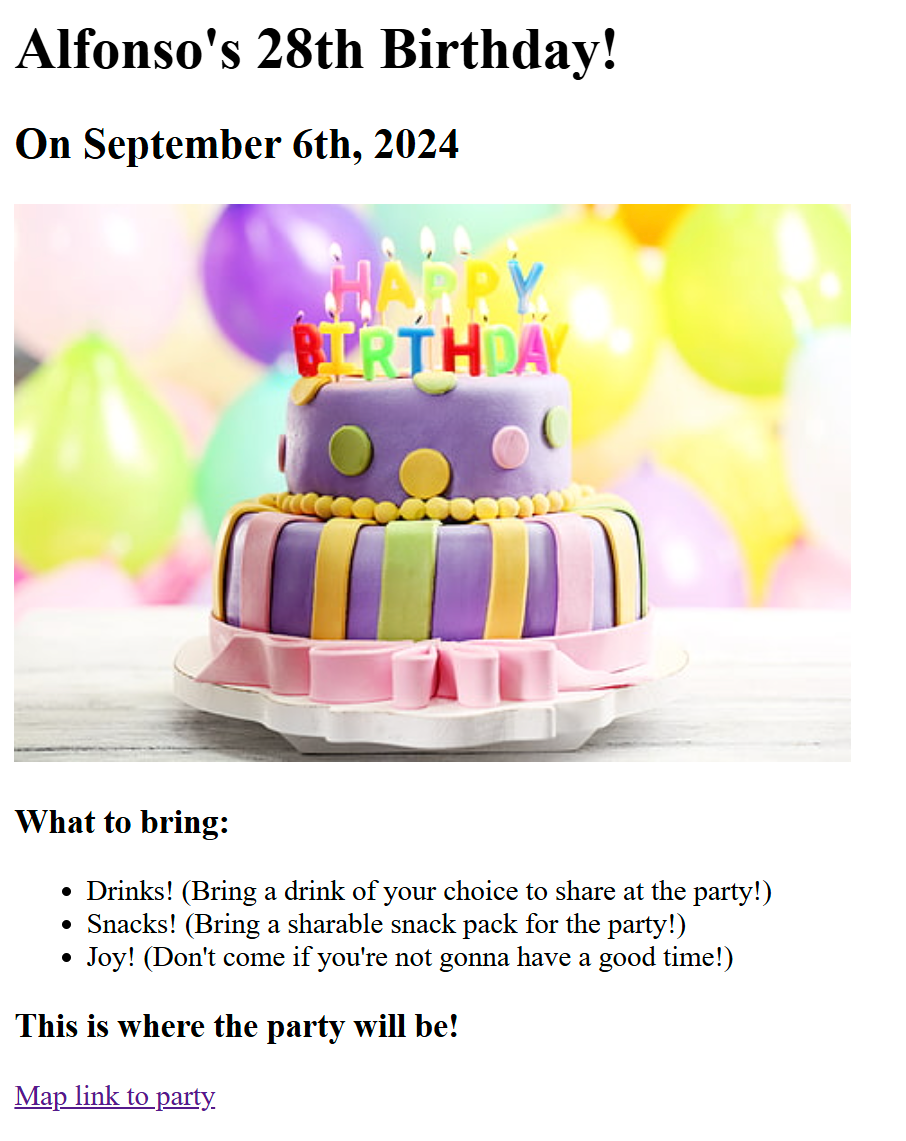 Alfonso's 28th Birthday!
On September 6th, 2024
HAPPY
BIRTHDAY
What to bring:
Drinks! (Bring a drink of your choice to share at the party!)
Snacks! (Bring a sharable snack pack for the party!)
Joy! (Don't come if you're not gonna have a good time!)
This is where the party will be!
Map link to party